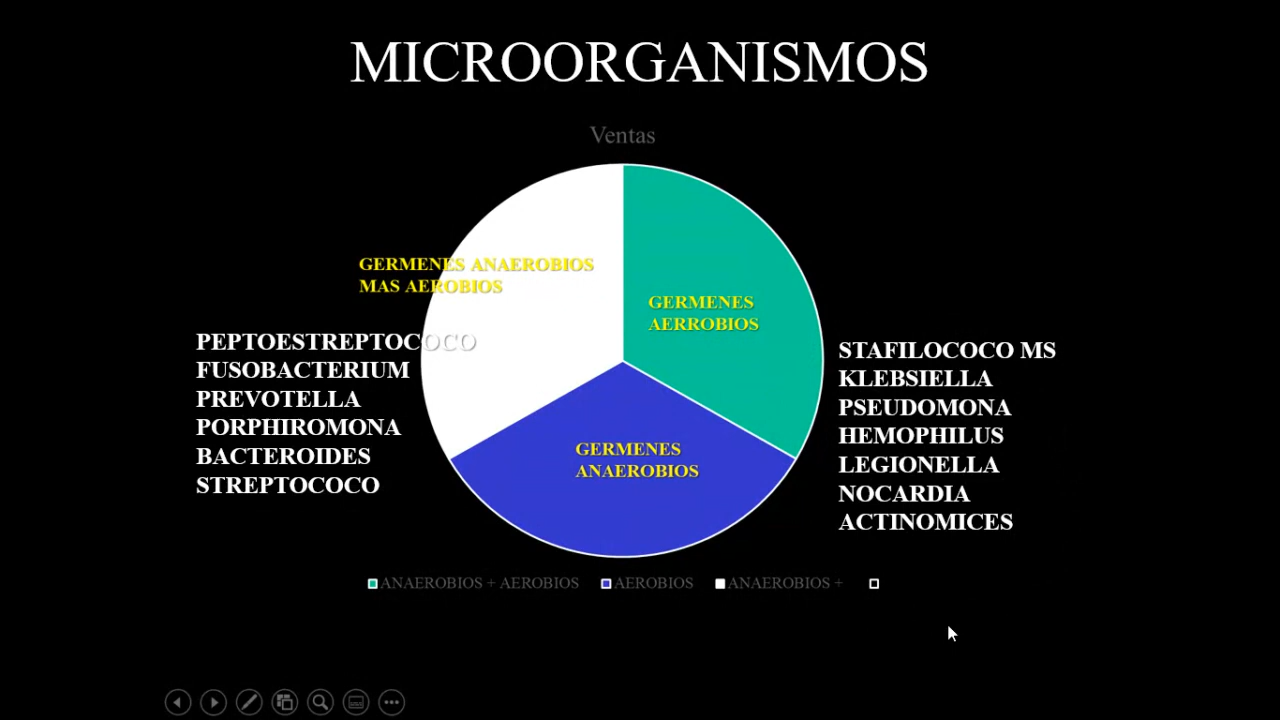 MICROORGANISMOS
Ventas
GERMENES ANAEROBIOS
MAS AEROBIOS
GERMENES
AERROBIOS
PEPTOESTREPTOCOCO
FUSOBACTERIUM
PREVOTELLA
PORPHIROMONA
BACTEROIDES
STREPTOCOCO
STAFILOCOCO MS
KLEBSIELLA
PSEUDOMONA
HEMOPHILUS
LEGIONELLA
NOCARDIA
ACTINOMICES
GERMENES
ANAEROBIOS
ANAEROBIOS + AEROBIOS AEROBIOS ANAEROBIOS +